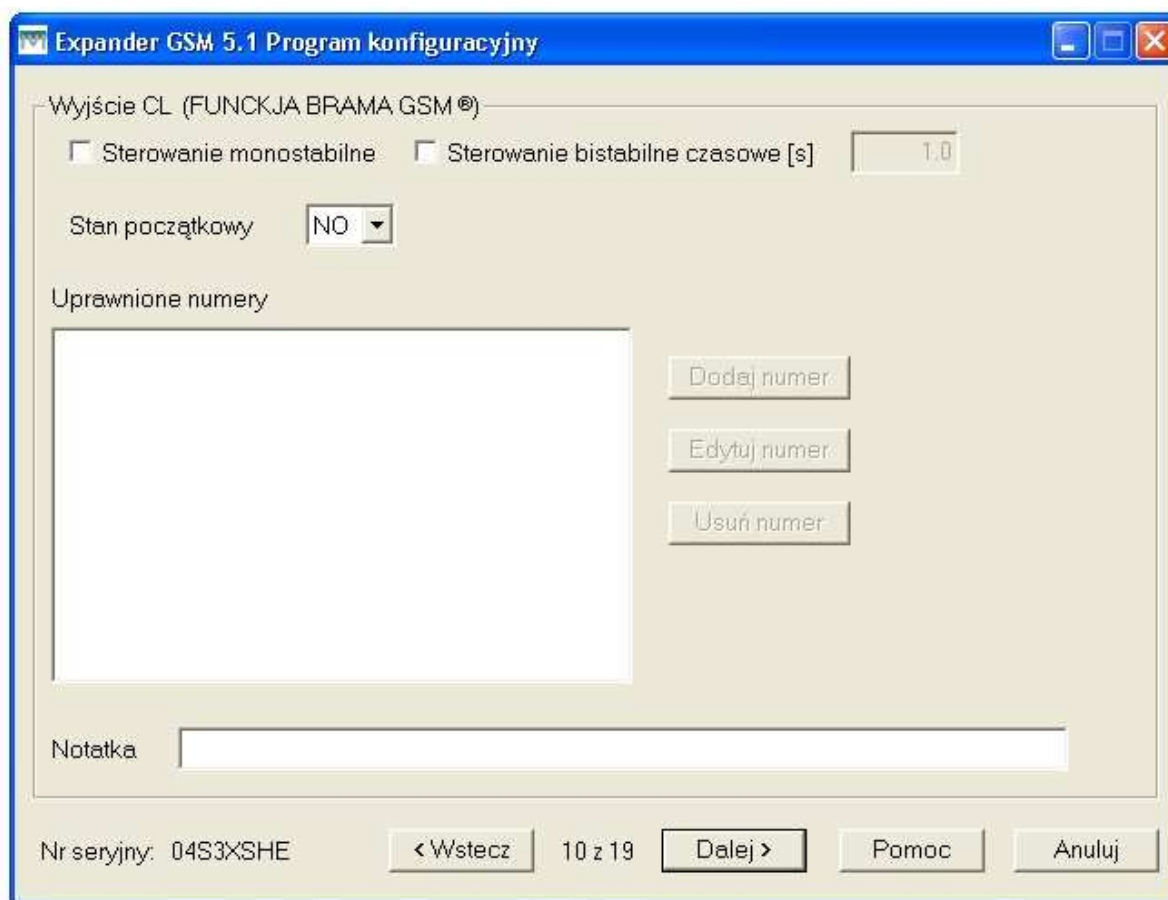 Expander GSM 5.1 Program konfiguracyjny
Wyjście CL (FUNCKJA BRAMA GSM ®)
Sterowanie monostabilne Sterowanie bistabilne czasowe [s] 1.0
Stan początkowy NO
Uprawnione numery
Dodaj numer
Edytuj numer
Usuń numer
Notatka
Nr seryjny: 04S3XSHE < Wstecz 10 z 19 Dalej > Pomoc Anuluj